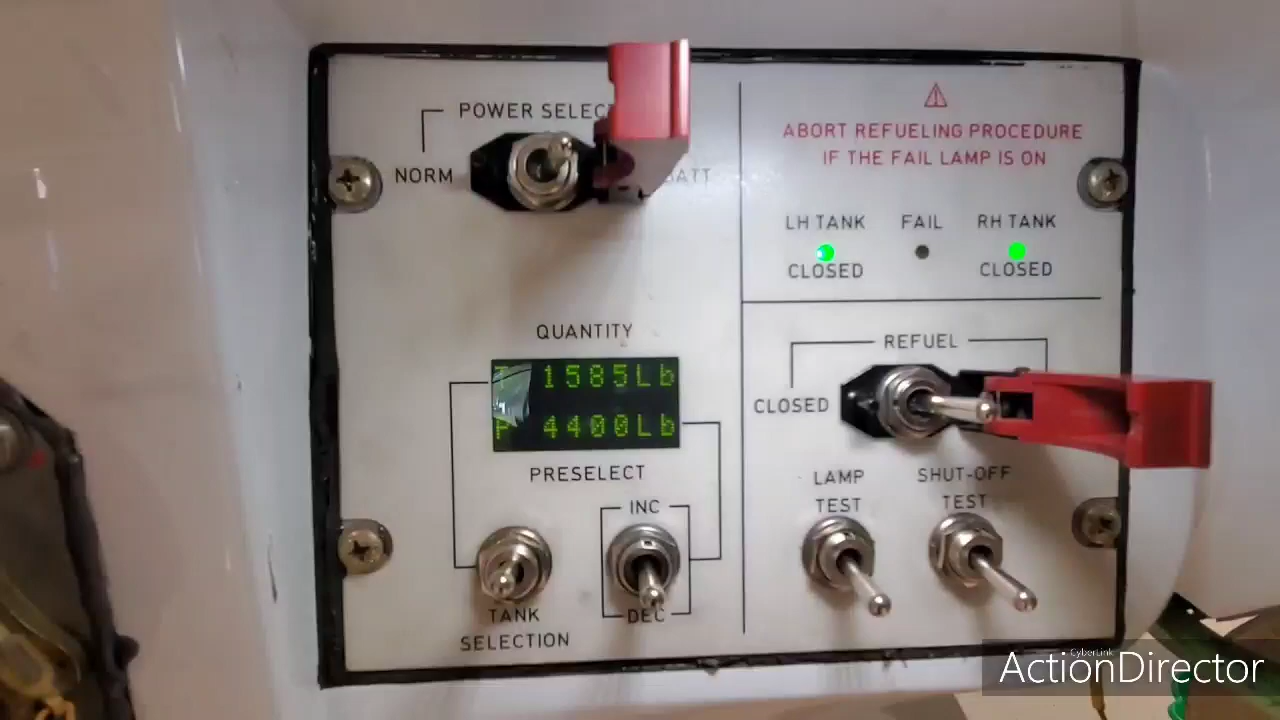 POWER SELEC
NORM
BATT
ABORT REFUELING PROCEDURE
IF THE FAIL LAMP IS ON
LH TANK
FAIL
RH TANK
CLOSED
CLOSED
QUANTITY
T 1585Lb
P 4400Lb
PRESELECT
INC
DEC
TANK
SELECTION
REFUEL
CLOSED
LAMP
TEST
SHUT-OFF
TEST
CyberLink
ActionDirector